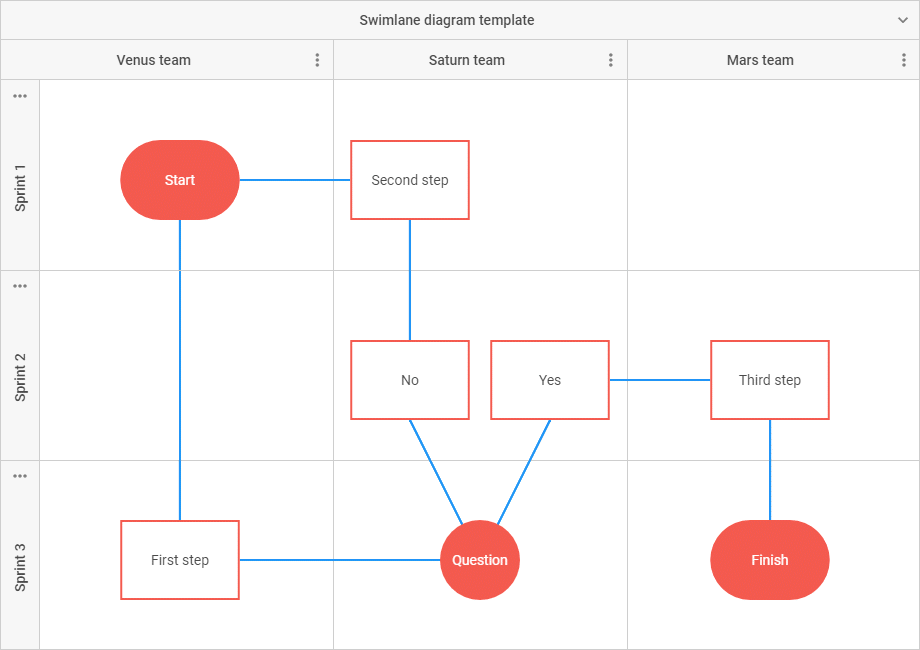 Swimlane diagram template
Venus team
Saturn team
Mars team
Sprint 1
Start
Second step
Sprint 2
No
Yes
Third step
Sprint 3
First step
Question
Finish